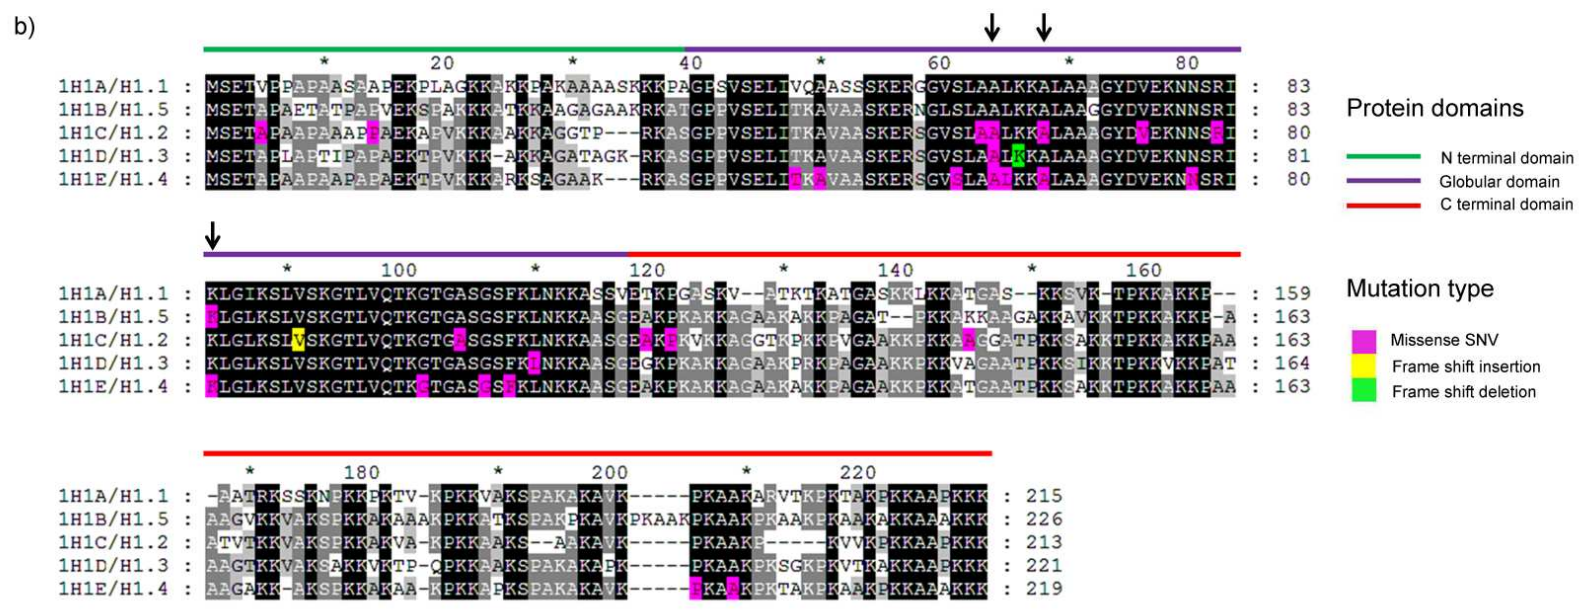 b)
* 20 * 40 * 60 * 80
1H1A/H1.1 : MSETVPPAPAASAAPEKPLAGKKAKKPAKAAAASKKKPAGPSVSELIVQAASSSKERGGVSLAALKKALAAAGYDVEKNNSRI : 83
1H1B/H1.5 : MSETAPAETATPAPVEKSPAKKKATKKAAGAGAAKRKATGPPVSELITKAVAASKERNGLSLAALKKALAAGGYDVEKNNSRI : 83
1H1C/H1.2 : MSETAPAAPAAAPPAEKAPVKKKAAKKAGGTP---RKASGPPVSELITKAVAASKERSGVSLAALKKALAAAGYDVEKNNSRI : 80
1H1D/H1.3 : MSETAPLAPTIPAPAEKTPVKKK-AKKAGATAGK-RKASGPPVSELITKAVAASKERSGVSLAALKKALAAAGYDVEKNNSRI : 81
1H1E/H1.4 : MSETAPAAPAAPAPAEKTPVKKKARKSAGAAK---RKASGPPVSELITKAVAASKERSGVSLAALKKALAAAGYDVEKNNSRI : 80
Protein domains
N terminal domain
Globular domain
C terminal domain
* 100 * 120 * 140 * 160
1H1A/H1.1 : KLGIKSLVSKGTLVQTKGTGASGSFKLNKKASSVETKPGASKV--ATKTKATGASKKLKKATGAS--KKSVK-TPKKAKKP-- : 159
1H1B/H1.5 : KLGLKSLVSKGTLVQTKGTGASGSFKLNKKAASGEAKPKAKKAGAAKAKKPAGAT--PKKAKKAAGAKKAVKKTPKKAKKP-A : 163
1H1C/H1.2 : KLGLKSLVSKGTLVQTKGTGASGSFKLNKKAASGEAKPKVKKAGGTKPKKPVGAAKKPKKAAGGATPKKSAKKTPKKAKKPAA : 163
1H1D/H1.3 : KLGLKSLVSKGTLVQTKGTGASGSFKLNKKAASGEGKPKAKKAGAAKPRKPAGAAKKPKKVAGAATPKKSIKKTPKKVKKPAT : 164
1H1E/H1.4 : KLGLKSLVSKGTLVQTKGTGASGSFKLNKKAASGEAKPKAKKAGAAKAKKPAGAAKKPKKATGAATPKKSAKKTPKKAKKPAA : 163
Mutation type
Missense SNV
Frame shift insertion
Frame shift deletion
* 180 * 200 * 220
1H1A/H1.1 : -AATRKSSKNPKKPKTV-KPKKVAKSPAKAKAVK-----PKAAKARVTKPKTAKPKKAAPKKK : 215
1H1B/H1.5 : AAGVKKVAKSPKKAKAAAKPKKATKSPAKPKAVKPKAAKPKAAKPKAAKPKAAKAKKAAAKKK : 226
1H1C/H1.2 : ATVTKKVAKSPKKAKVA-KPKKAAKS--AAKAVK-----PKAAKP-----KVVKPKKAAPKKK : 213
1H1D/H1.3 : AAGTKKVAKSAKKVKTP-QPKKAAKSPAKAKAPK-----PKAAKPKSGKPKVTKAKKAAPKKK : 221
1H1E/H1.4 : AAGAKK-AKSPKKAKAA-KPKKAPKSPAKAKAVK-----PKAAKPKTAKPKAAKPKKAAAKKK : 219